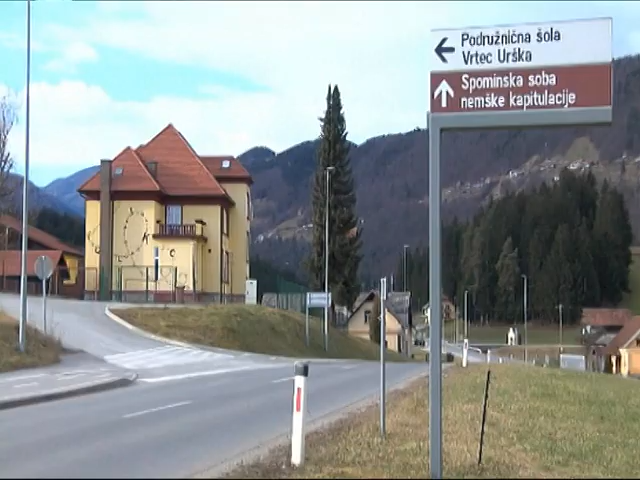 Podružnična šola
Vrtec Urška
Spominska soba
nemške kapitulacije